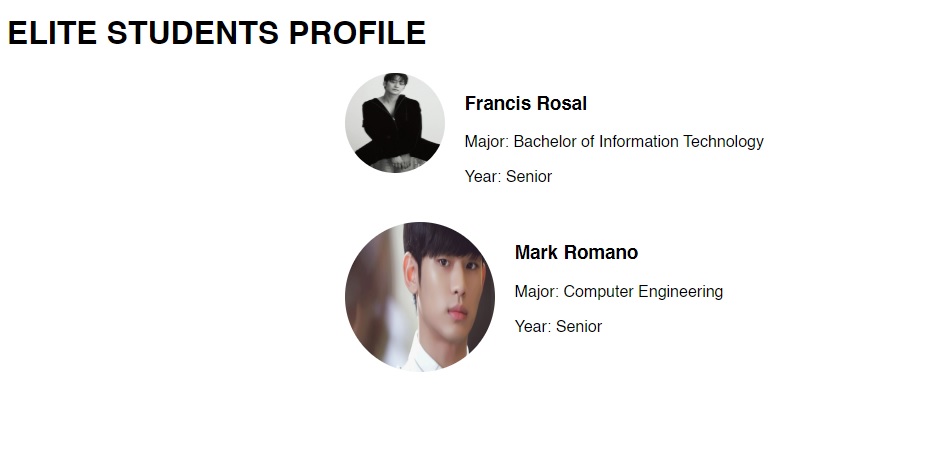 ELITE STUDENTS PROFILE
Francis Rosal
Major: Bachelor of Information Technology
Year: Senior
Mark Romano
Major: Computer Engineering
Year: Senior